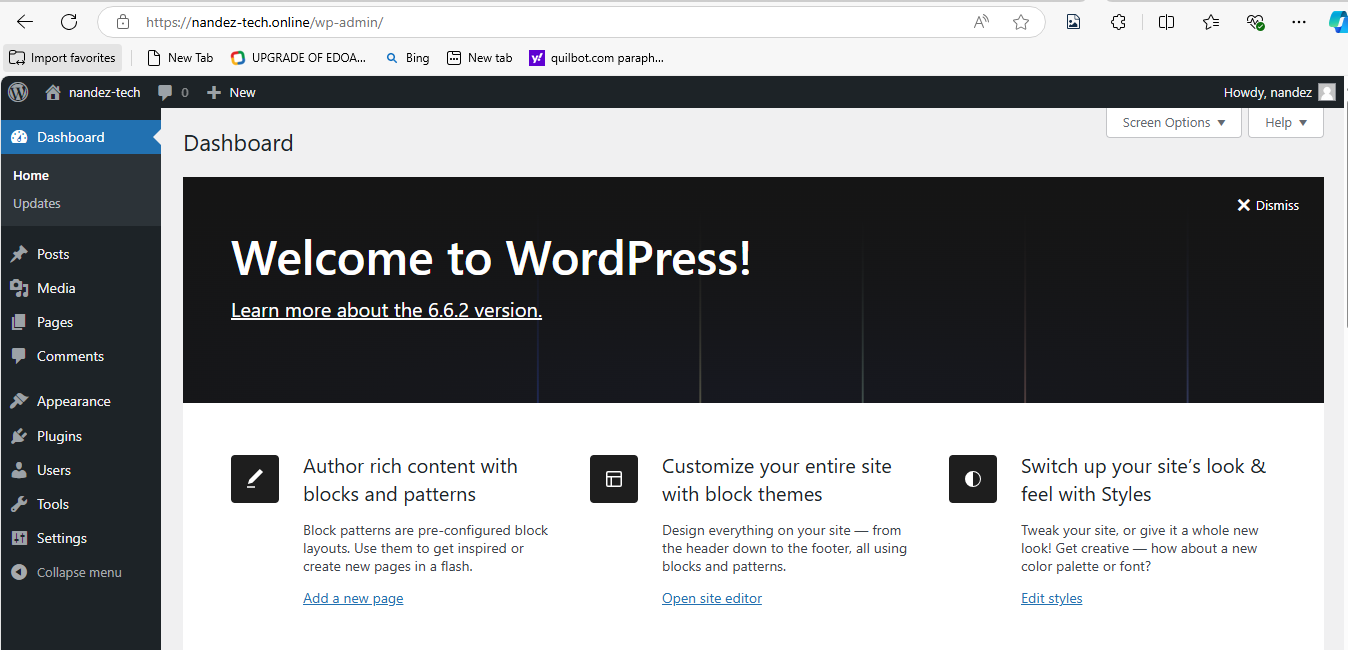 https://nandez-tech.online/wp-admin/
Import favorites
New Tab
UPGRADE OF EDOA...
Bing
New tab
quilbot.com paraph...
nandez-tech
0
New
Howdy, nandez
Dashboard
Home
Updates
Posts
Media
Pages
Comments
Appearance
Plugins
Users
Tools
Settings
Collapse menu
Screen Options
Help
Dashboard
Dismiss
Welcome to WordPress!
Learn more about the 6.6.2 version.
Author rich content with
blocks and patterns
Block patterns are pre-configured block
layouts. Use them to get inspired or
create new pages in a flash.
Add a new page
Customize your entire site
with block themes
Design everything on your site — from
the header down to the footer, all using
blocks and patterns.
Open site editor
Switch up your site’s look &
feel with Styles
Tweak your site, or give it a whole new
look! Get creative — how about a new
color palette or font?
Edit styles